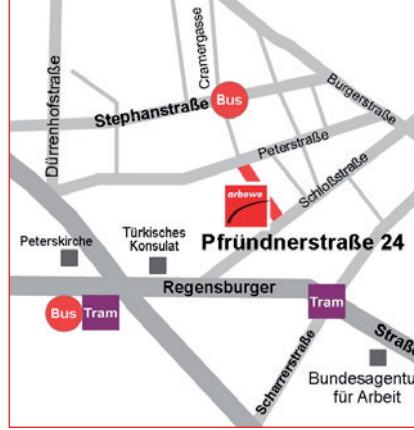 Dürrenhofstraße
Cramergasse
Stephanstraße
Bus
Burgerstraße
Peterstraße
Schloßstraße
arbewe
Pfründnerstraße 24
Peterskirche
Türkisches
Konsulat
Regensburger
Bus
Tram
Tram
Straße
Scharrerstraße
Bundesagentu
für Arbeit